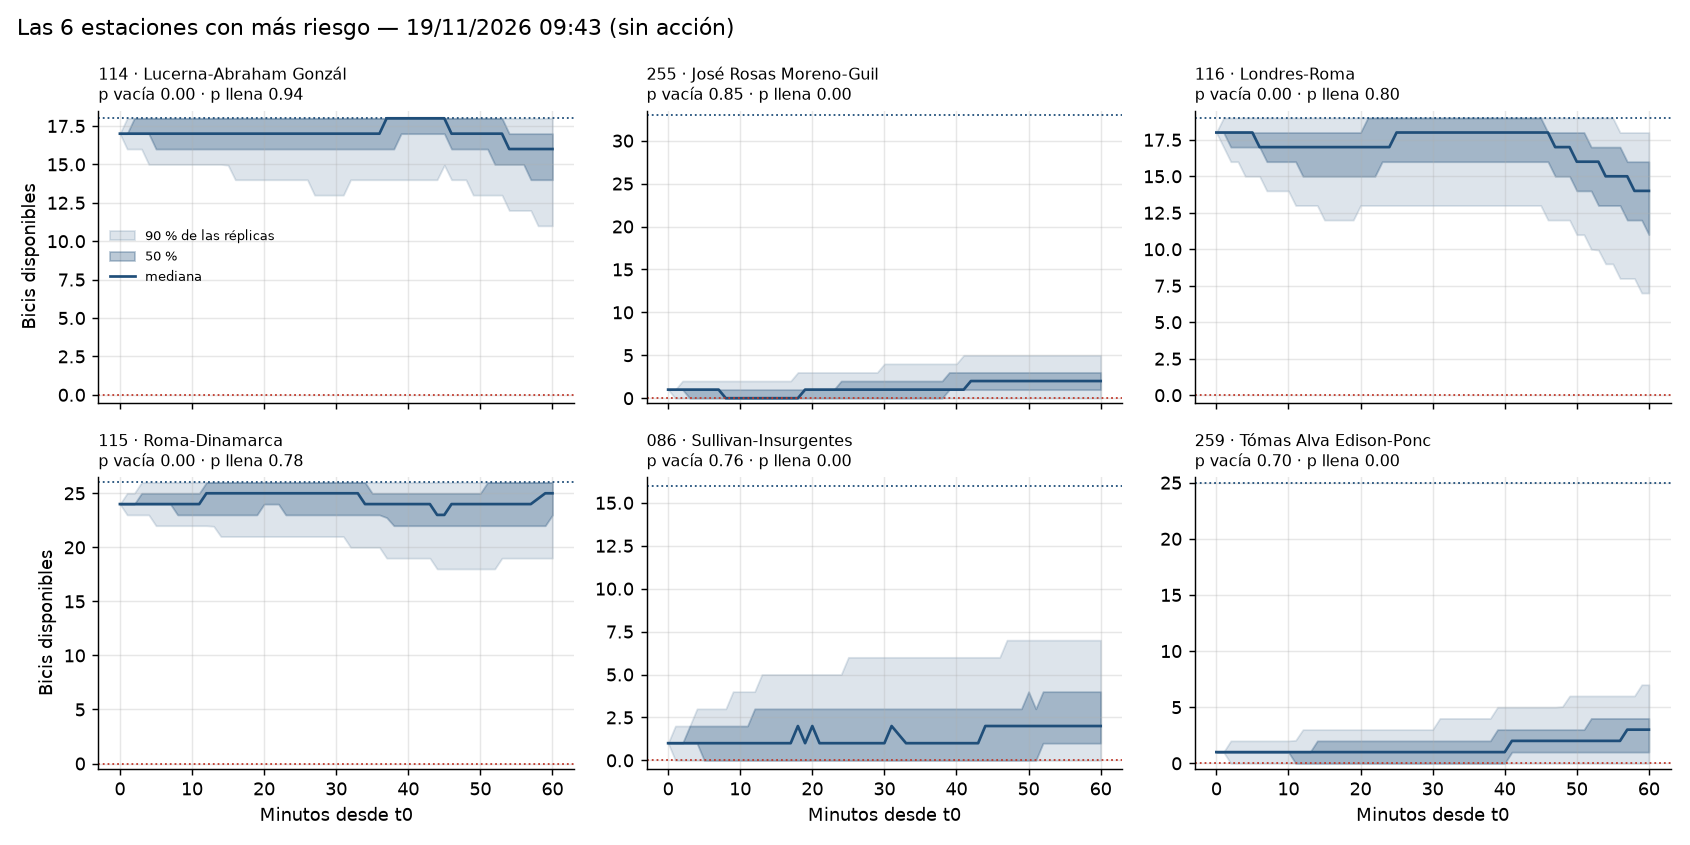 Las 6 estaciones con más riesgo — 19/11/2026 09:43 (sin acción)
114 · Lucerna-Abraham Gonzál
p vacía 0.00 · p llena 0.94
17.5
15.0
12.5
10.0
7.5
5.0
2.5
0.0
Bicis disponibles
90 % de las réplicas
50 %
mediana
255 · José Rosas Moreno-Guil
p vacía 0.85 · p llena 0.00
30
25
20
15
10
5
0
116 · Londres-Roma
p vacía 0.00 · p llena 0.80
17.5
15.0
12.5
10.0
7.5
5.0
2.5
0.0
115 · Roma-Dinamarca
p vacía 0.00 · p llena 0.78
25
20
15
10
5
0
Bicis disponibles
0 10 20 30 40 50 60
Minutos desde t0
086 · Sullivan-Insurgentes
p vacía 0.76 · p llena 0.00
15.0
12.5
10.0
7.5
5.0
2.5
0.0
0 10 20 30 40 50 60
Minutos desde t0
259 · Tómas Alva Edison-Ponc
p vacía 0.70 · p llena 0.00
25
20
15
10
5
0
0 10 20 30 40 50 60
Minutos desde t0